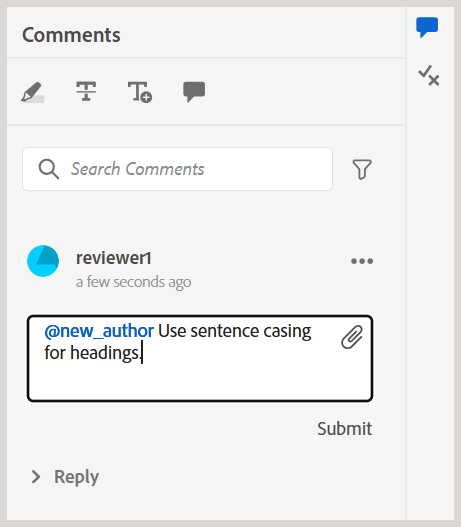 Comments
Search Comments
reviewer1
a few seconds ago
@new_author Use sentence casing
for headings.
Submit
Reply